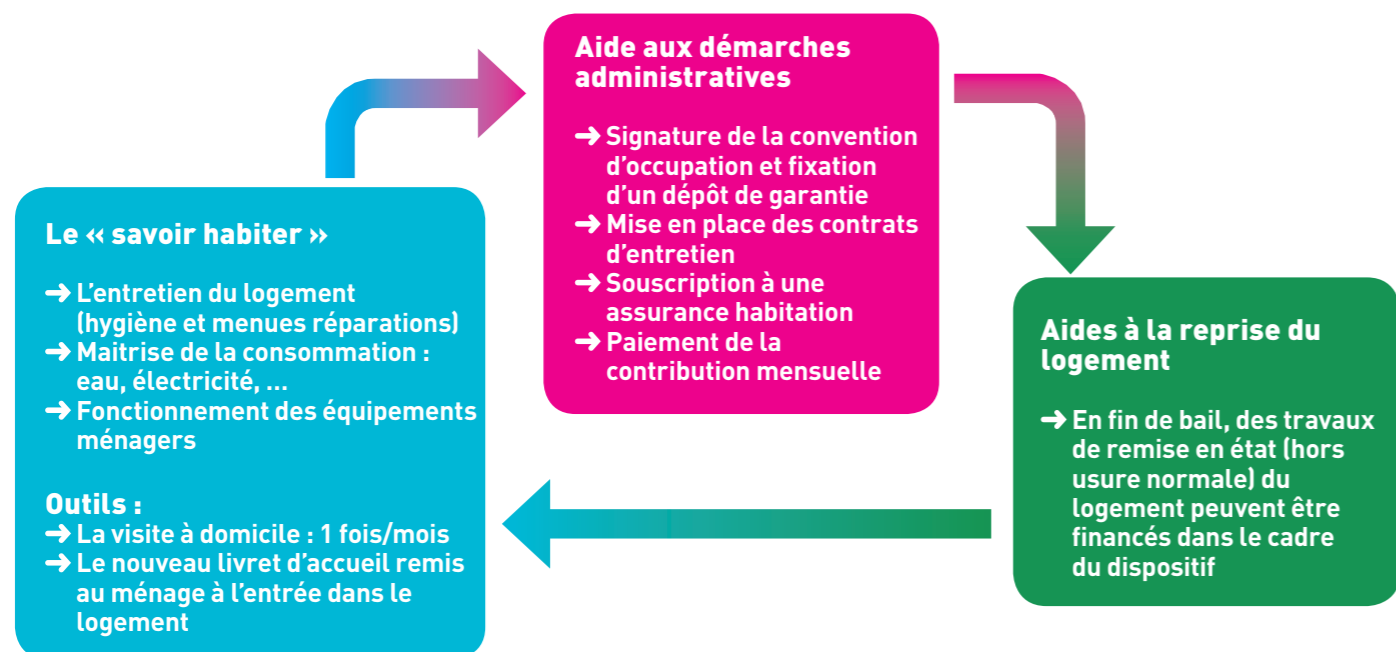 Le « savoir habiter »
➔ L’entretien du logement
(hygiène et menues réparations)
➔ Maitrise de la consommation :
eau, électricité, ...
➔ Fonctionnement des équipements
ménagers
Outils :
➔ La visite à domicile : 1 fois/mois
➔ Le nouveau livret d’accueil remis
au ménage à l’entrée dans le
logement
Aide aux démarches
administratives
➔ Signature de la convention
d’occupation et fixation
d’un dépôt de garantie
➔ Mise en place des contrats
d’entretien
➔ Souscription à une
assurance habitation
➔ Paiement de la
contribution mensuelle
Aides à la reprise du
logement
➔ En fin de bail, des travaux
de remise en état (hors
usure normale) du
logement peuvent être
financés dans le cadre
du dispositif